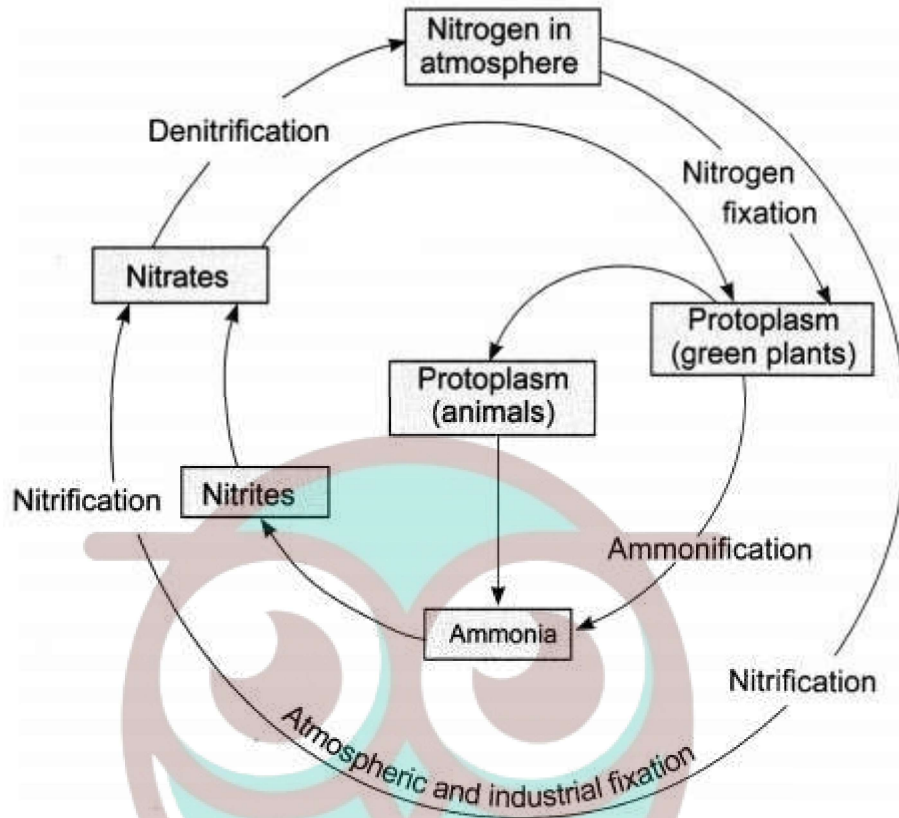 Nitrogen in
atmosphere
Denitrification
Nitrogen
fixation
Nitrates
Protoplasm
(green plants)
Protoplasm
(animals)
Nitrification
Nitrites
Ammonification
Ammonia
Nitrification
Atmospheric and industrial fixation